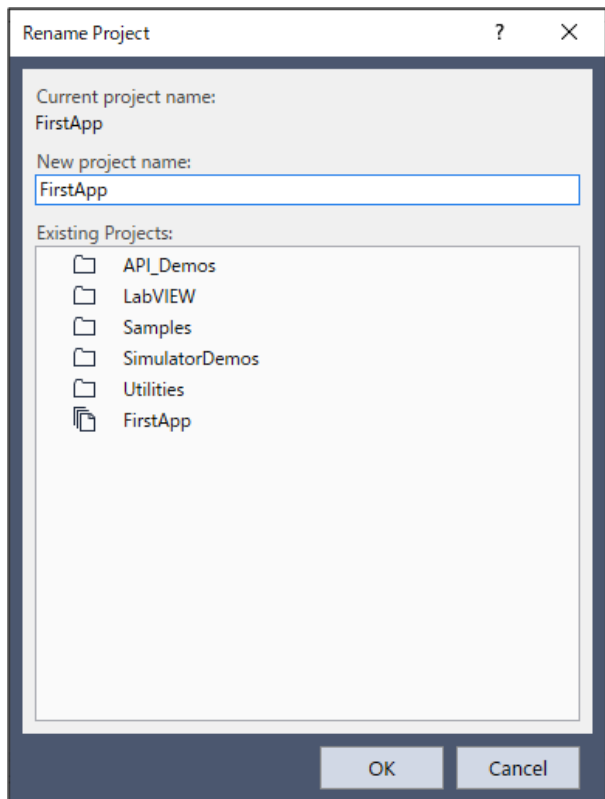 Rename Project ?
Current project name:
FirstApp
New project name:
FirstApp
Existing Projects:
API_Demos
LabVIEW
Samples
SimulatorDemos
Utilities
FirstApp
OK Cancel